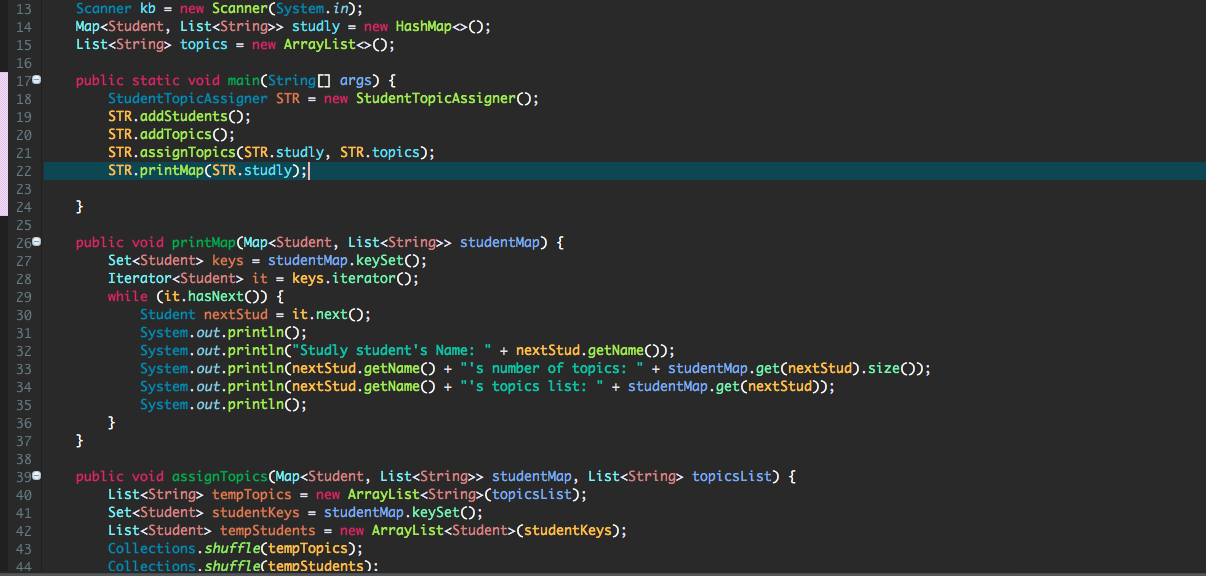 13 Scanner kb = new Scanner(System.in);
14 Map<Student, List<String>> studly = new HashMap<>();
15 List<String> topics = new ArrayList<>();
16
17 public static void main(String[] args) {
18 StudentTopicAssigner STR = new StudentTopicAssigner();
19 STR.addStudents();
20 STR.addTopics();
21 STR.assignTopics(STR.studly, STR.topics);
22 STR.printMap(STR.studly);
23
24 }
25
26 public void printMap(Map<Student, List<String>> studentMap) {
27 Set<Student> keys = studentMap.keySet();
28 Iterator<Student> it = keys.iterator();
29 while (it.hasNext()) {
30 Student nextStud = it.next();
31 System.out.println();
32 System.out.println("Studly student's Name: " + nextStud.getName());
33 System.out.println(nextStud.getName() + "'s number of topics: " + studentMap.get(nextStud).size());
34 System.out.println(nextStud.getName() + "'s topics list: " + studentMap.get(nextStud));
35 System.out.println();
36 }
37 }
38
39 public void assignTopics(Map<Student, List<String>> studentMap, List<String> topicsList) {
40 List<String> tempTopics = new ArrayList<String>(topicsList);
41 Set<Student> studentKeys = studentMap.keySet();
42 List<Student> tempStudents = new ArrayList<Student>(studentKeys);
43 Collections.shuffle(tempTopics);
44 Collections.shuffle(tempStudents);